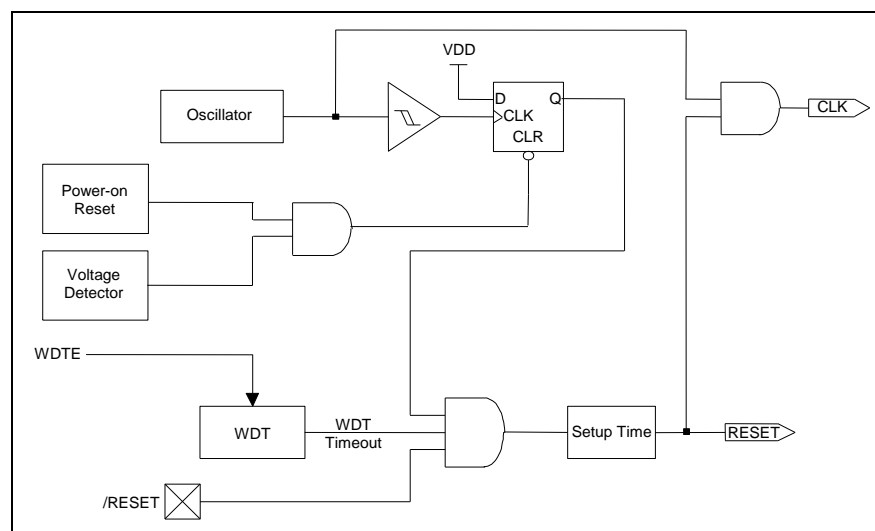 VDD
D
Q
CLK
CLR
Oscillator
CLK
Power-on
Reset
Voltage
Detector
WDTE
WDT
WDT
Timeout
Setup Time
RESET
/RESET